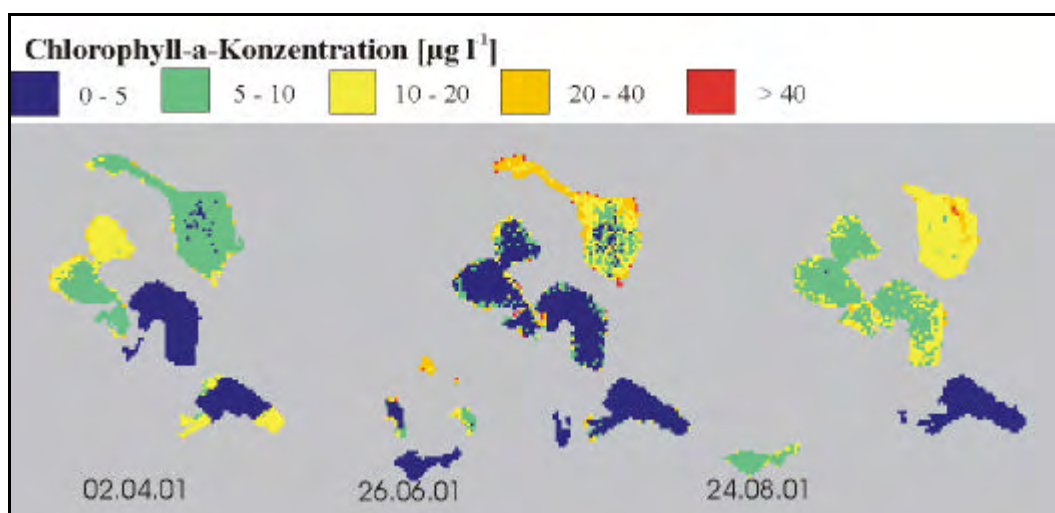 Chlorophyll-a-Konzentration [µg l⁻¹]
0 - 5 5 - 10 10 - 20 20 - 40 > 40
02.04.01 26.06.01 24.08.01